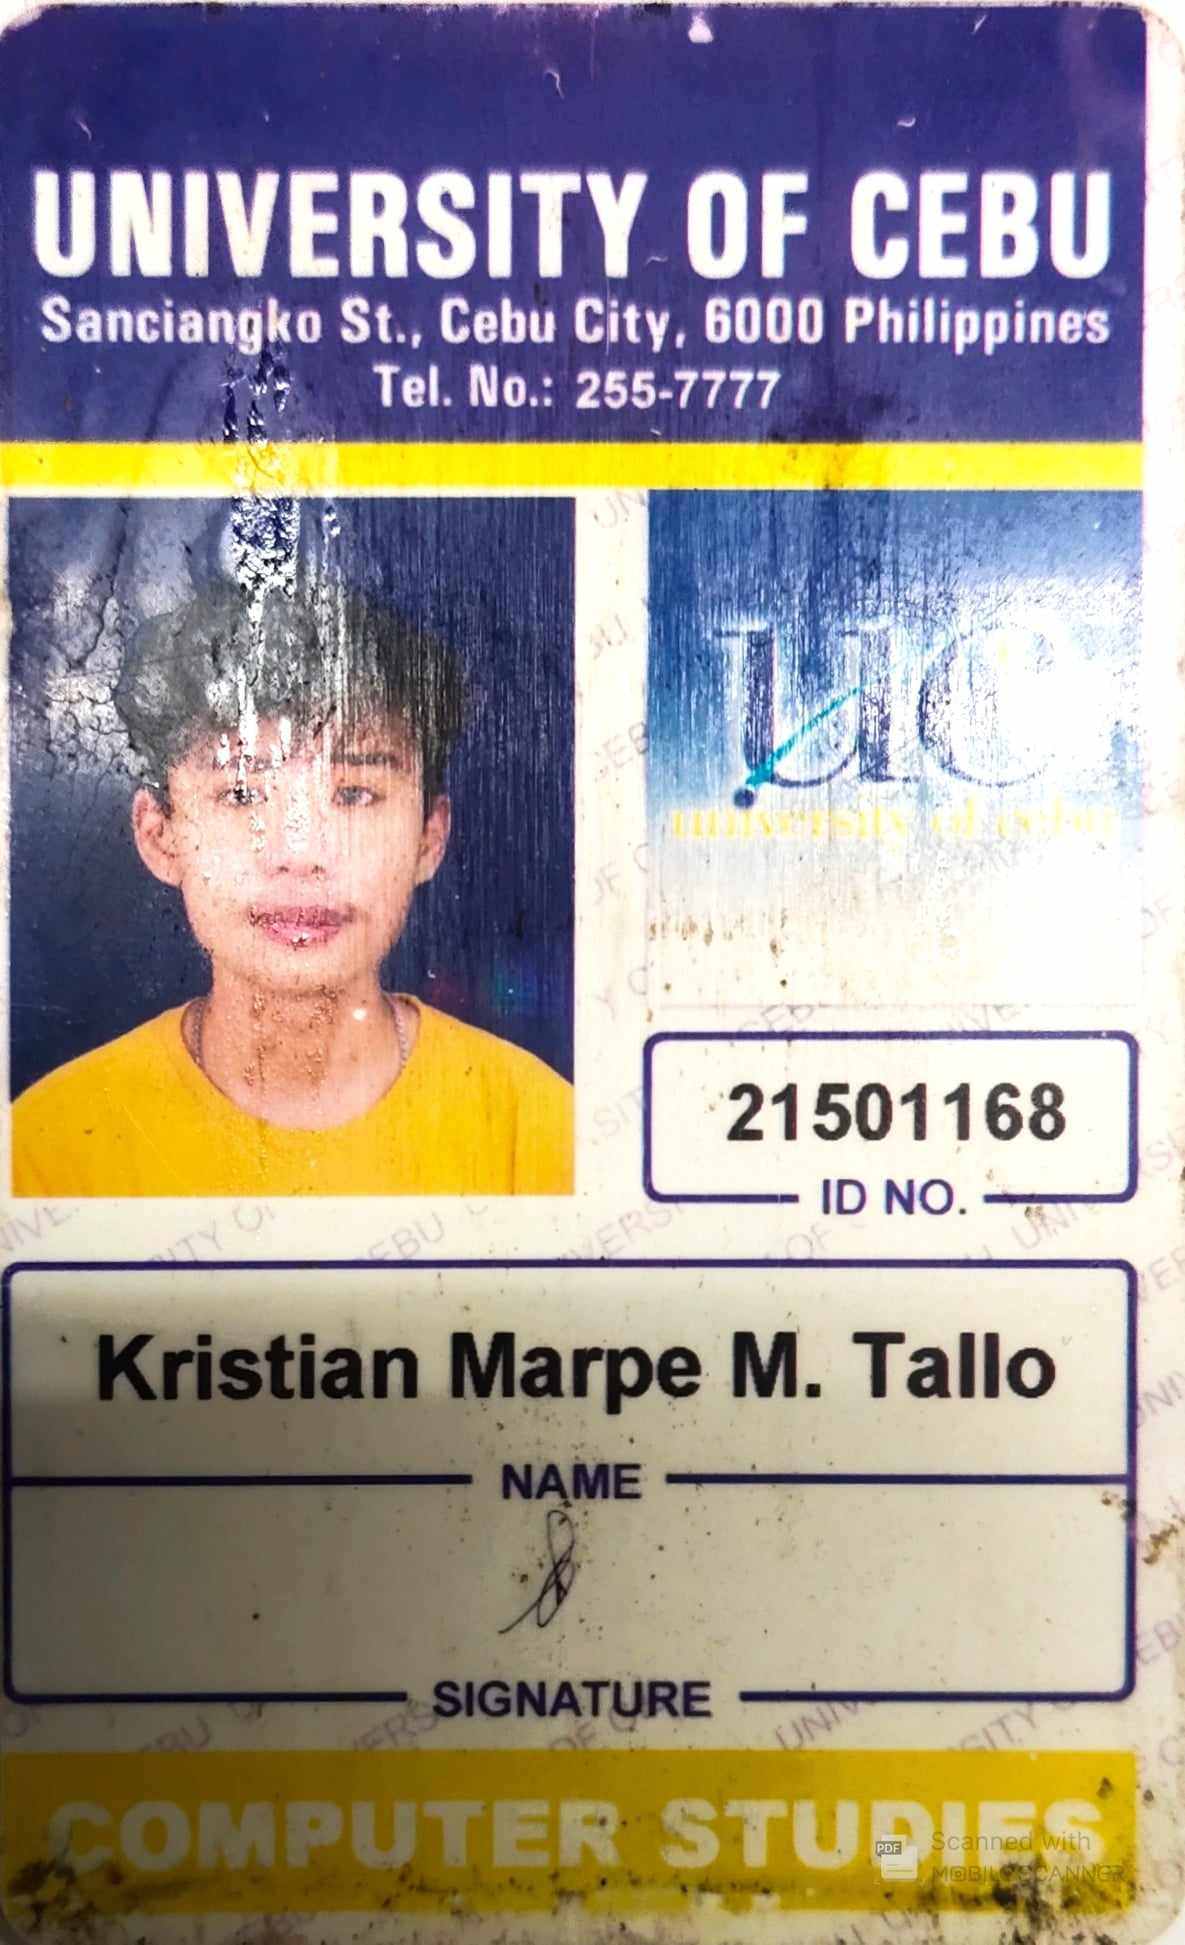 UNIVERSITY OF CEBU
Sanciangko St., Cebu City, 6000 Philippines
Tel. No.: 255-7777
UC
university of cebu
21501168
ID NO.
Kristian Marpe M. Tallo
NAME
SIGNATURE
COMPUTER STUDIES
PDF
Scanned with
MOBILE SCANNER